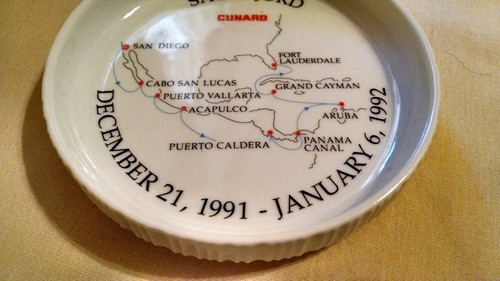 CUNARD
SAN DIEGO
FORT
LAUDERDALE
CABO SAN LUCAS
GRAND CAYMAN
PUERTO VALLARTA
ACAPULCO
ARUBA
PUERTO CALDERA
PANAMA
CANAL
DECEMBER 21, 1991 - JANUARY 6, 1992